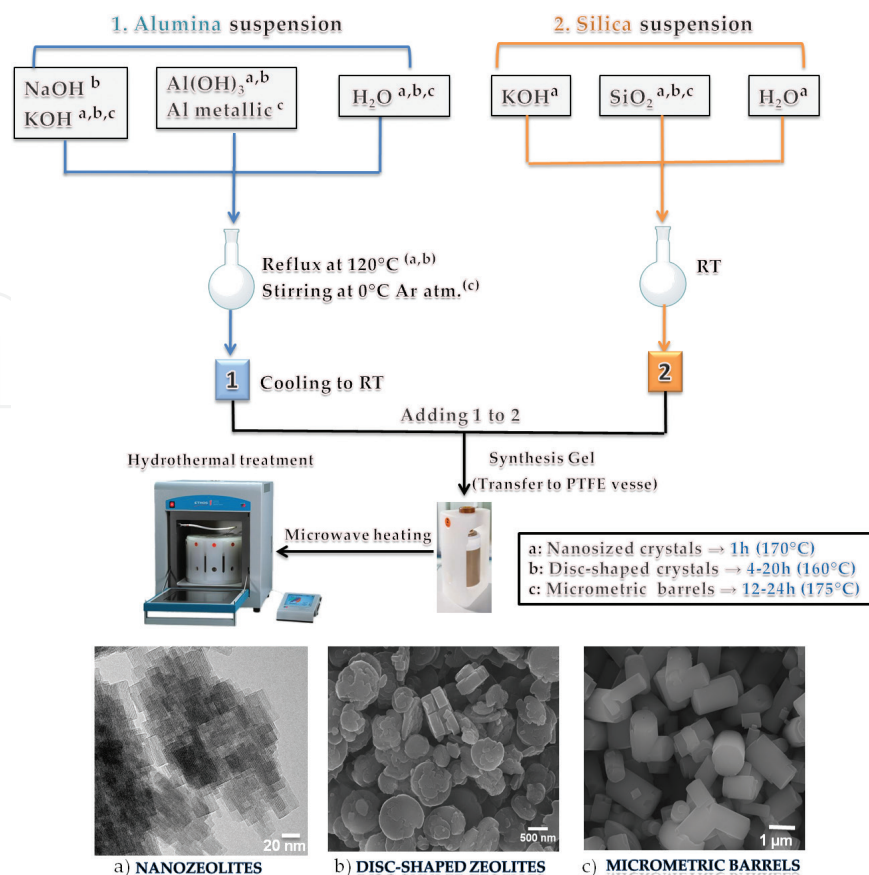 1. Alumina suspension
2. Silica suspension
NaOH ᵇ
KOH ᵃ,ᵇ,ᶜ
Al(OH)₃ᵃ,ᵇ
Al metallic ᶜ
H₂O ᵃ,ᵇ,ᶜ
KOHᵃ
SiO₂ ᵃ,ᵇ,ᶜ
H₂Oᵃ
Reflux at 120°C ⁽ᵃ,ᵇ⁾
Stirring at 0°C Ar atm.⁽ᶜ⁾
RT
1
Cooling to RT
2
Adding 1 to 2
Hydrothermal treatment
Synthesis Gel
(Transfer to PTFE vesse)
Microwave heating
a: Nanosized crystals → 1h (170°C)
b: Disc-shaped crystals → 4-20h (160°C)
c: Micrometric barrels → 12-24h (175°C)
20 nm
500 nm
1 µm
a) NANOZEOLITES
b) DISC-SHAPED ZEOLITES
c) MICROMETRIC BARRELS